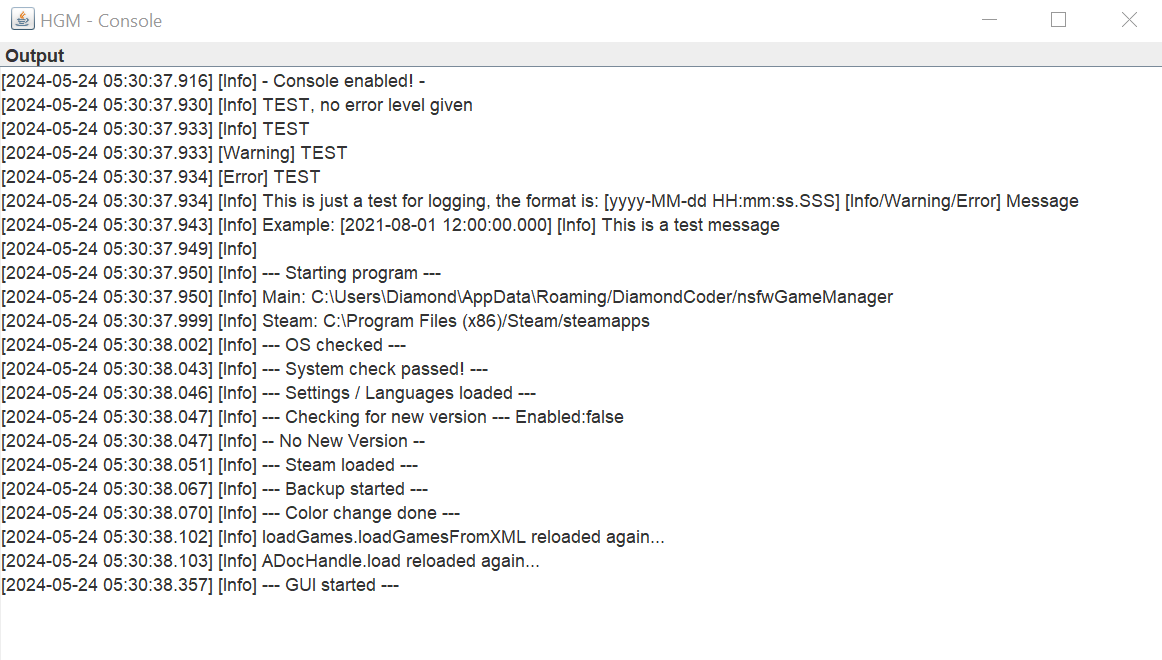 HGM - Console
Output
[2024-05-24 05:30:37.916] [Info] - Console enabled! -
[2024-05-24 05:30:37.930] [Info] TEST, no error level given
[2024-05-24 05:30:37.933] [Info] TEST
[2024-05-24 05:30:37.933] [Warning] TEST
[2024-05-24 05:30:37.934] [Error] TEST
[2024-05-24 05:30:37.934] [Info] This is just a test for logging, the format is: [yyyy-MM-dd HH:mm:ss.SSS] [Info/Warning/Error] Message
[2024-05-24 05:30:37.943] [Info] Example: [2021-08-01 12:00:00.000] [Info] This is a test message
[2024-05-24 05:30:37.949] [Info]
[2024-05-24 05:30:37.950] [Info] --- Starting program ---
[2024-05-24 05:30:37.950] [Info] Main: C:\Users\Diamond\AppData\Roaming/DiamondCoder/nsfwGameManager
[2024-05-24 05:30:37.999] [Info] Steam: C:\Program Files (x86)/Steam/steamapps
[2024-05-24 05:30:38.002] [Info] --- OS checked ---
[2024-05-24 05:30:38.043] [Info] --- System check passed! ---
[2024-05-24 05:30:38.046] [Info] --- Settings / Languages loaded ---
[2024-05-24 05:30:38.047] [Info] --- Checking for new version --- Enabled:false
[2024-05-24 05:30:38.047] [Info] -- No New Version --
[2024-05-24 05:30:38.051] [Info] --- Steam loaded ---
[2024-05-24 05:30:38.067] [Info] --- Backup started ---
[2024-05-24 05:30:38.070] [Info] --- Color change done ---
[2024-05-24 05:30:38.102] [Info] loadGames.loadGamesFromXML reloaded again...
[2024-05-24 05:30:38.103] [Info] ADocHandle.load reloaded again...
[2024-05-24 05:30:38.357] [Info] --- GUI started ---